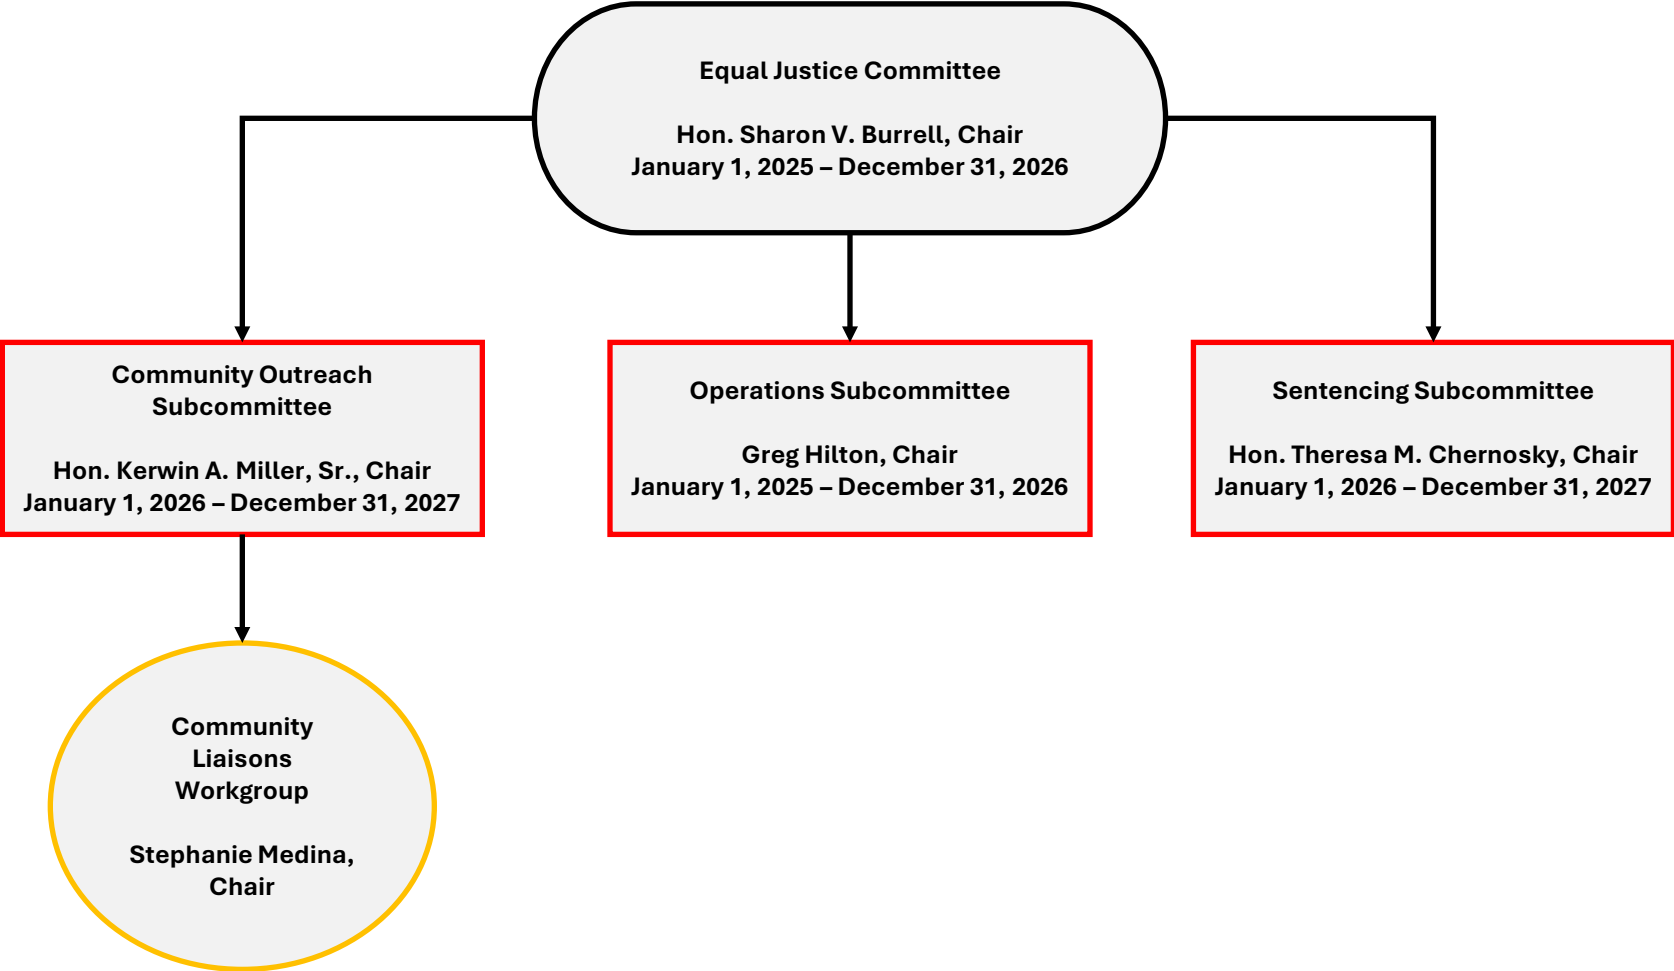 Equal Justice Committee
Hon. Sharon V. Burrell, Chair
January 1, 2025 – December 31, 2026
Community Outreach
Subcommittee
Hon. Kerwin A. Miller, Sr., Chair
January 1, 2026 – December 31, 2027
Operations Subcommittee
Greg Hilton, Chair
January 1, 2025 – December 31, 2026
Sentencing Subcommittee
Hon. Theresa M. Chernosky, Chair
January 1, 2026 – December 31, 2027
Community
Liaisons
Workgroup
Stephanie Medina,
Chair